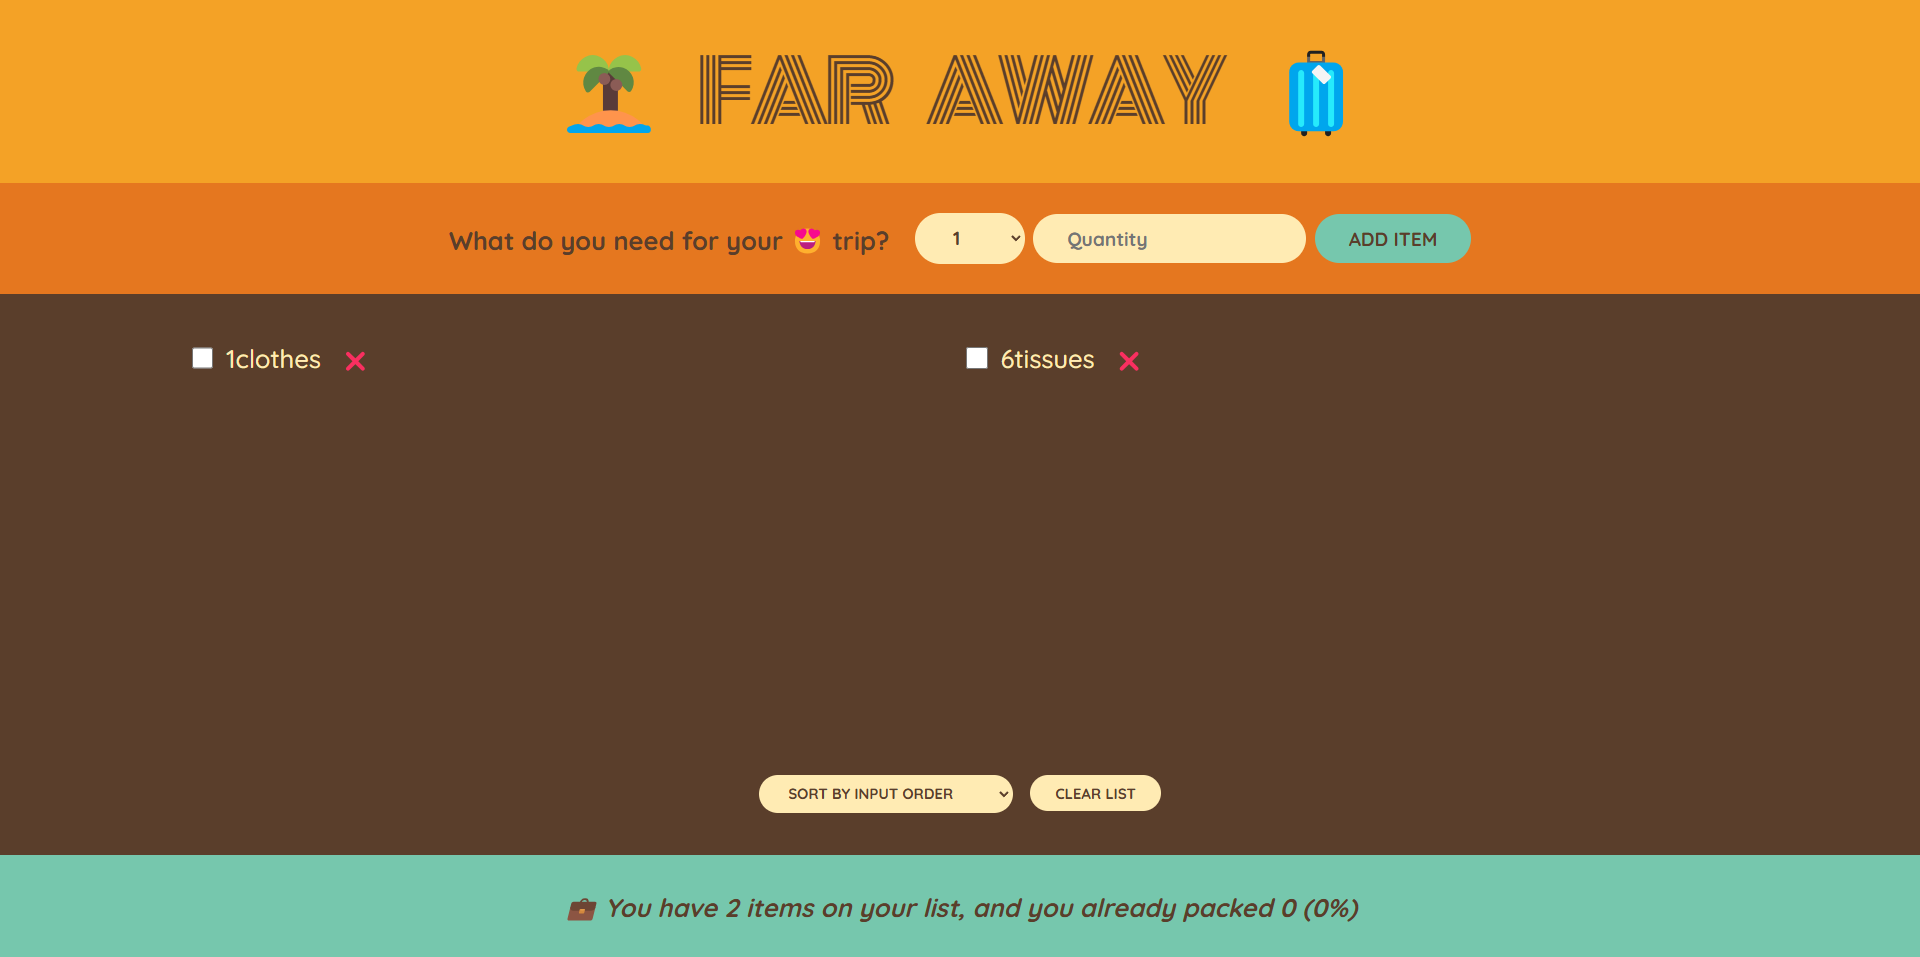 FAR AWAY
What do you need for your 😍 trip? 1 Quantity ADD ITEM
1clothes ❌ 6tissues ❌
SORT BY INPUT ORDER CLEAR LIST
💼 You have 2 items on your list, and you already packed 0 (0%)